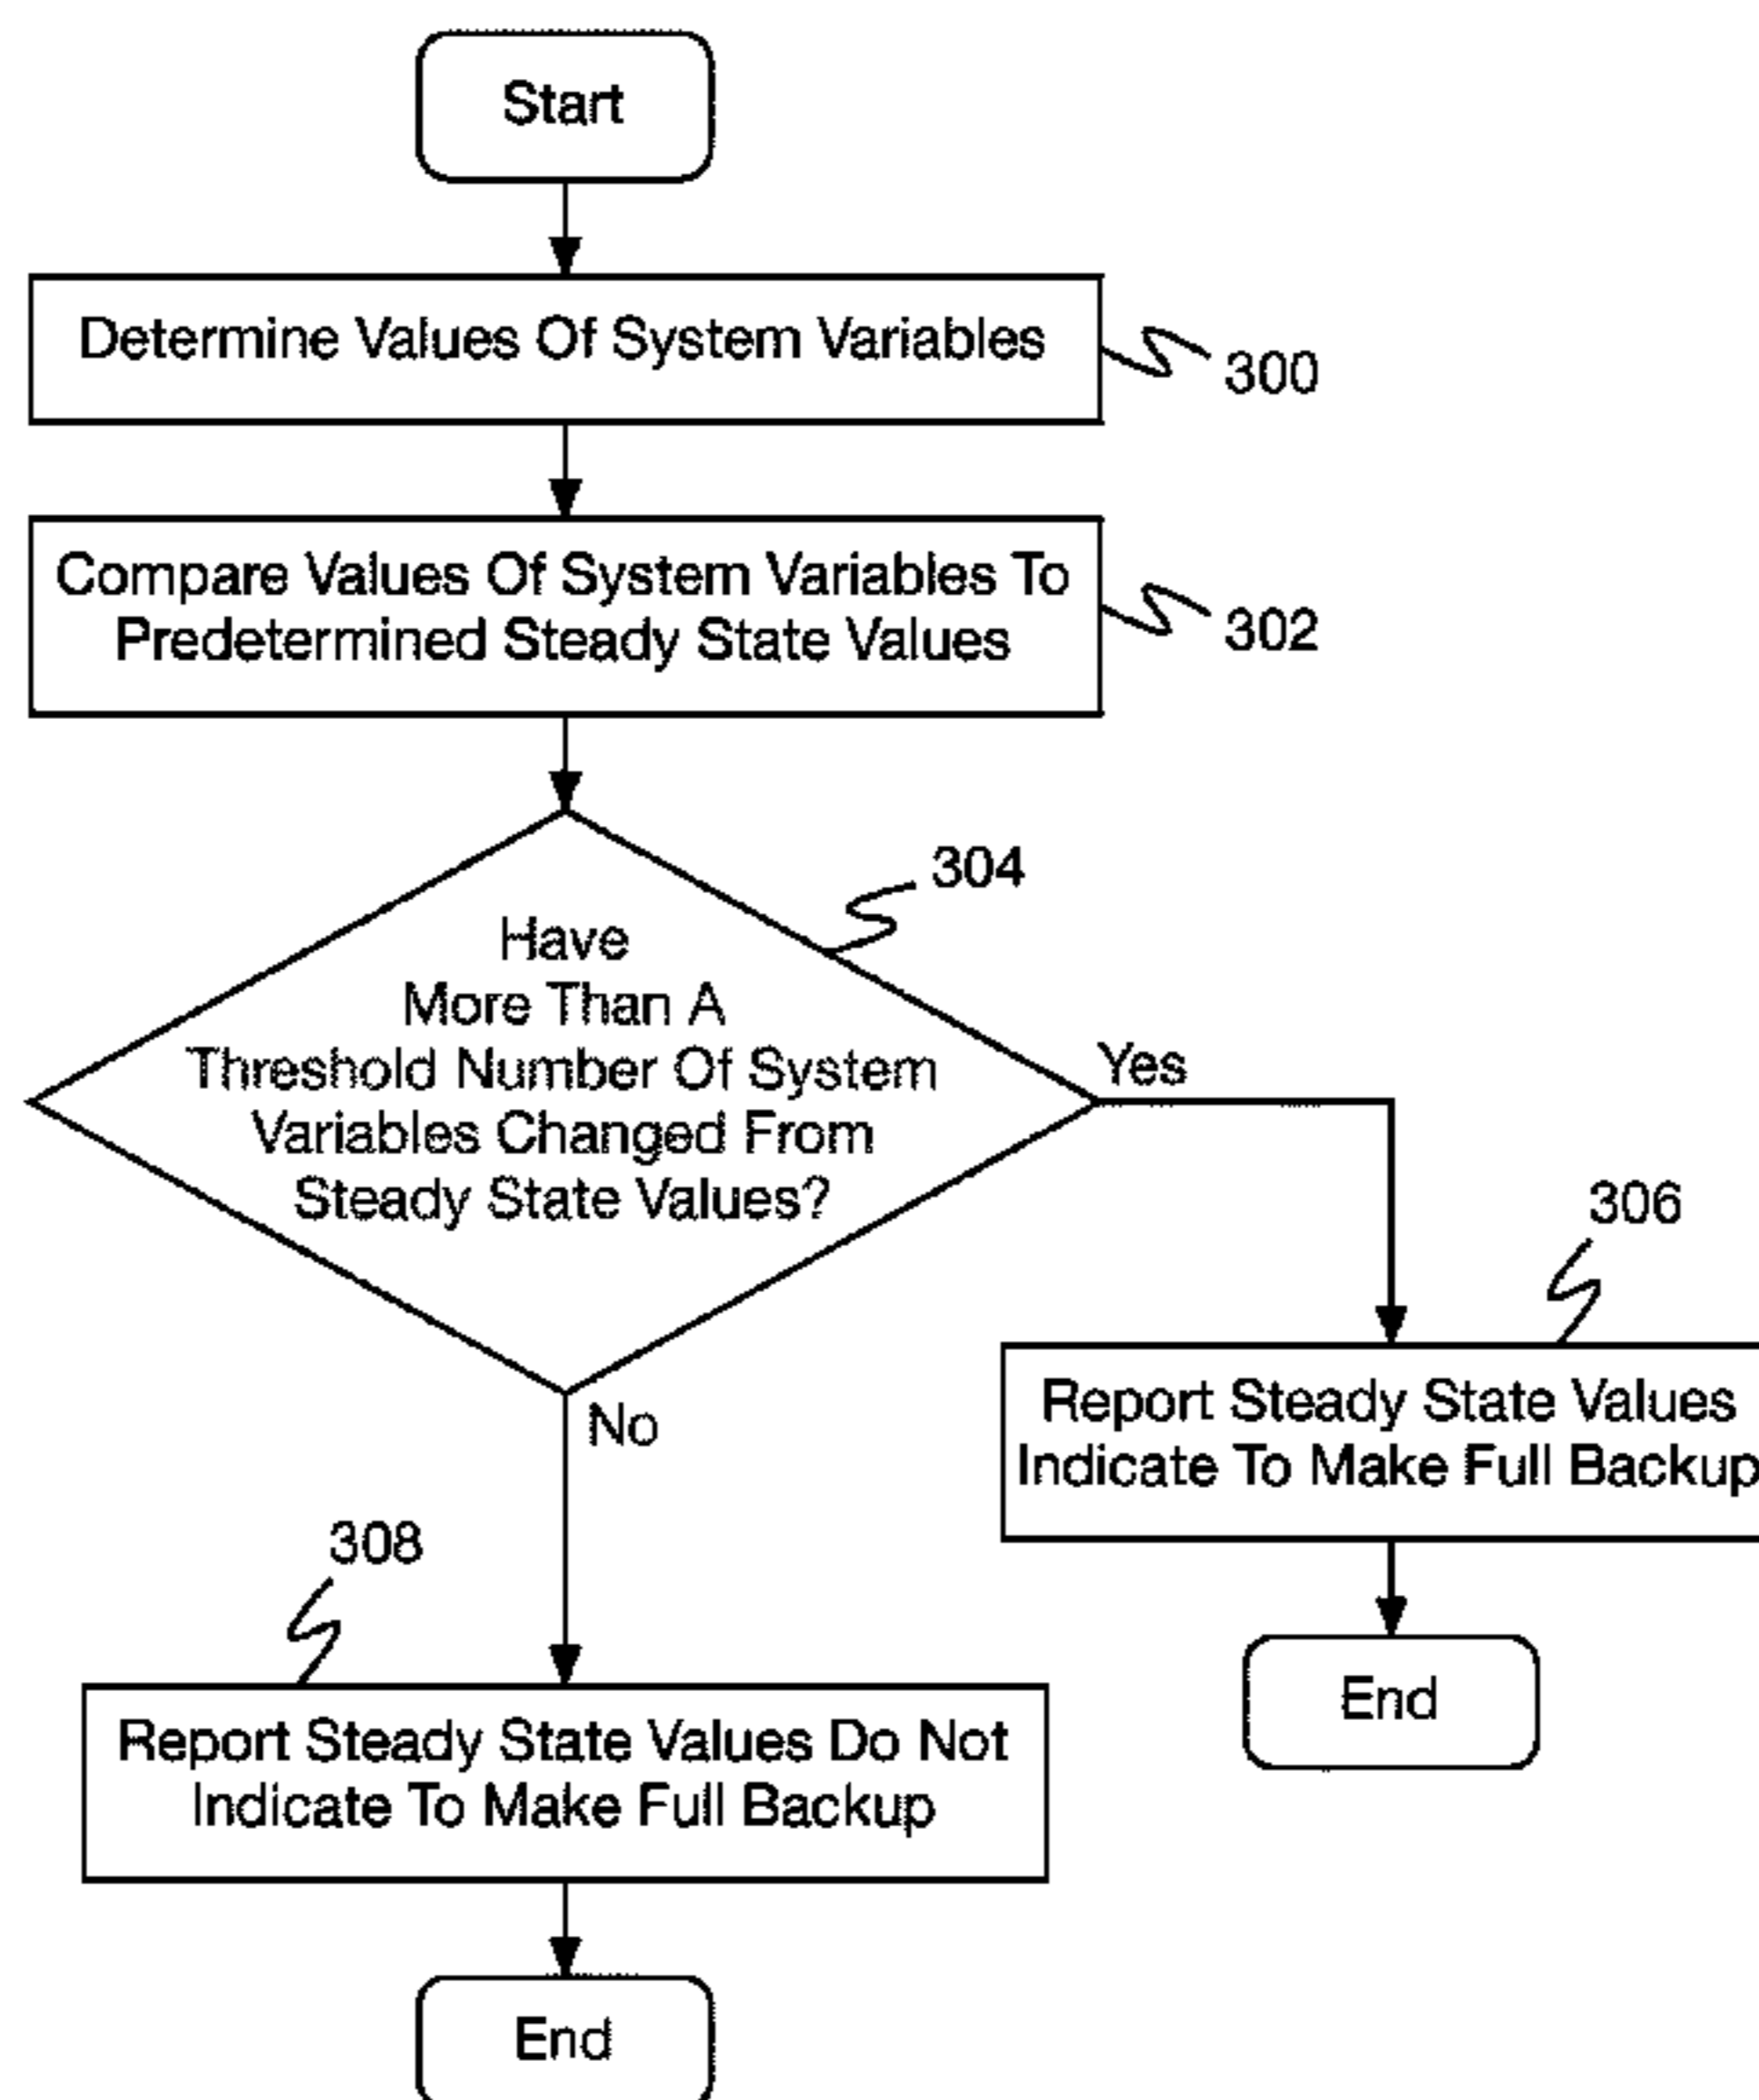 Start
Determine Values Of System Variables
300
Compare Values Of System Variables To
Predetermined Steady State Values
302
304
Have
More Than A
Threshold Number Of System
Variables Changed From
Steady State Values?
Yes
306
Report Steady State Values
Indicate To Make Full Backup
End
No
308
Report Steady State Values Do Not
Indicate To Make Full Backup
End